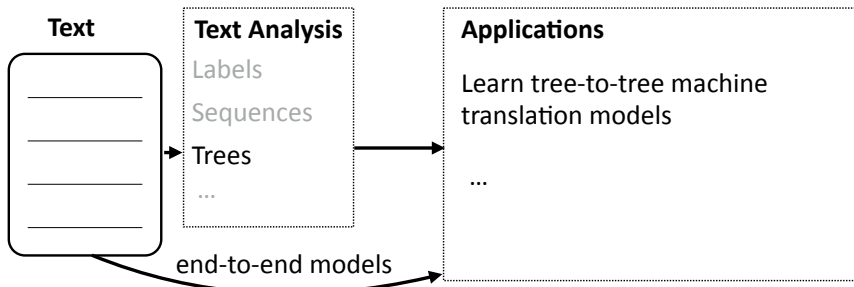 Text
Text Analysis
Labels
Sequences
Trees
...
Applications
Learn tree-to-tree machine
translation models
...
end-to-end models